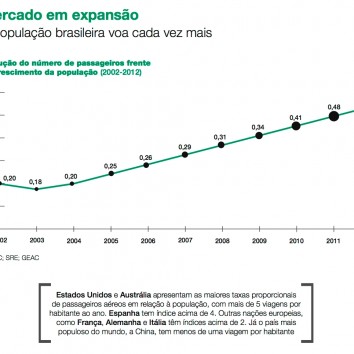 ercado em expansão
opulação brasileira voa cada vez mais
ução do número de passageiros frente
rescimento da população (2002-2012)
0,48
0,41
0,34
0,31
0,29
0,26
0,25
0,20
0,18
0,20
02 2003 2004 2005 2006 2007 2008 2009 2010 2011
C; SRE; GEAC
Estados Unidos e Austrália apresentam as maiores taxas proporcionais
de passageiros aéreos em relação à população, com mais de 5 viagens por
habitante ao ano. Espanha tem índice acima de 4. Outras nações europeias,
como França, Alemanha e Itália têm índices acima de 2. Já o país mais
populoso do mundo, a China, tem menos de uma viagem por habitante